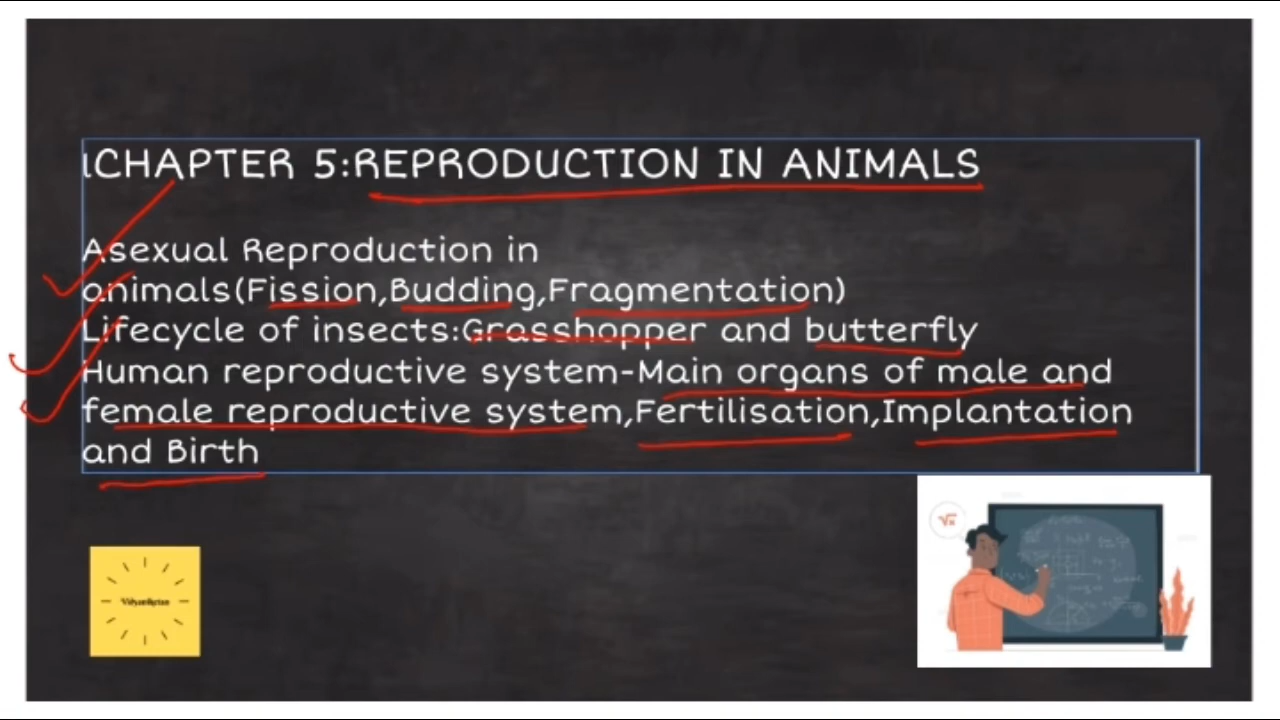 CHAPTER 5:REPRODUCTION IN ANIMALS
Asexual Reproduction in
animals(Fission,Budding,Fragmentation)
Lifecycle of insects:Grasshopper and butterfly
Human reproductive system-Main organs of male and
female reproductive system,Fertilisation,Implantation
and Birth